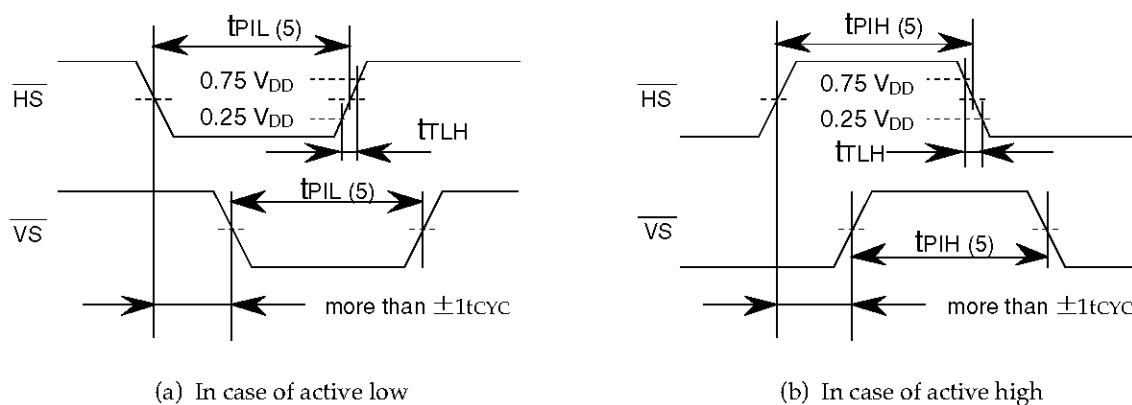 tPIL (5)
HS
0.75 VDD
0.25 VDD
tTLH
VS
tPIL (5)
more than ±1tCYC
(a) In case of active low
tPIH (5)
HS
0.75 VDD
0.25 VDD
tTLH
VS
tPIH (5)
more than ±1tCYC
(b) In case of active high